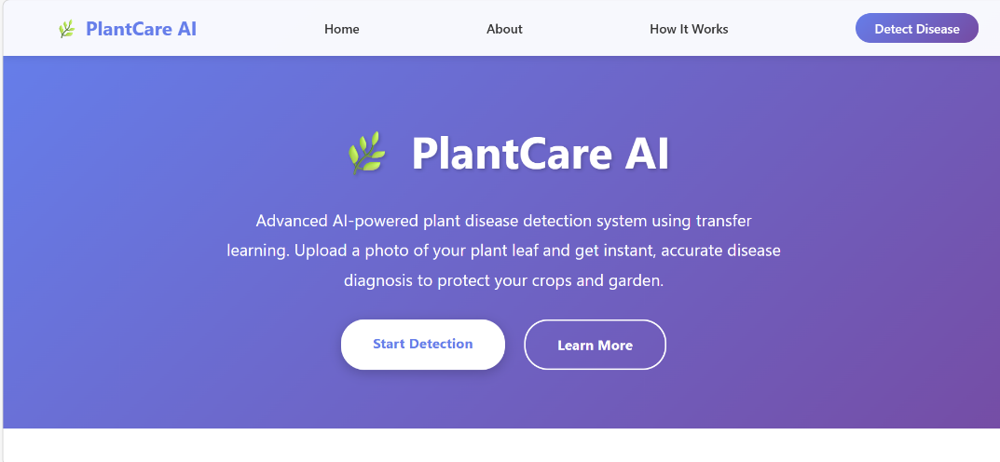 PlantCare AI
Home
About
How It Works
Detect Disease
PlantCare AI
Advanced AI-powered plant disease detection system using transfer
learning. Upload a photo of your plant leaf and get instant, accurate disease
diagnosis to protect your crops and garden.
Start Detection
Learn More